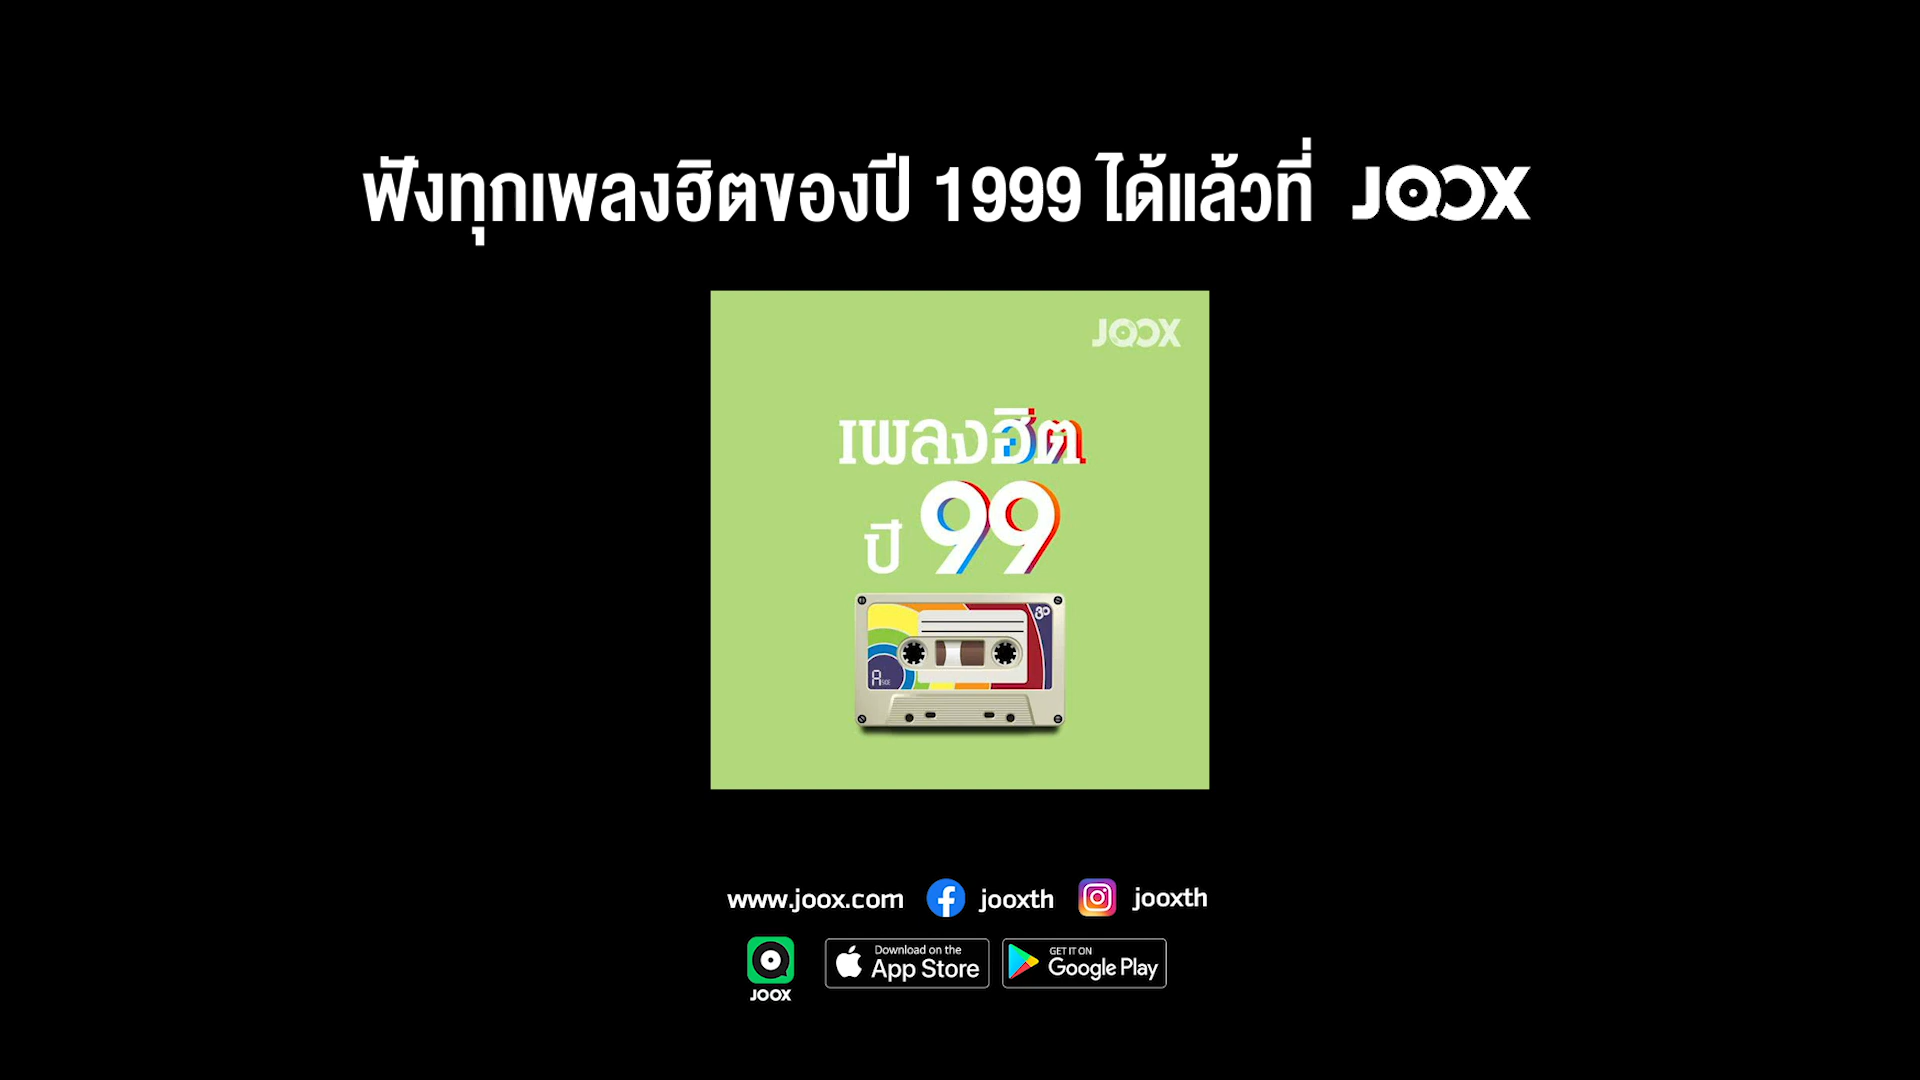 ฟังทุกเพลงฮิตของปี 1999 ได้แล้วที่ JOOX
JOOX
เพลงฮิต
ปี 99
A SIDE
www.joox.com jooxth jooxth
JOOX
Download on the
App Store
GET IT ON
Google Play